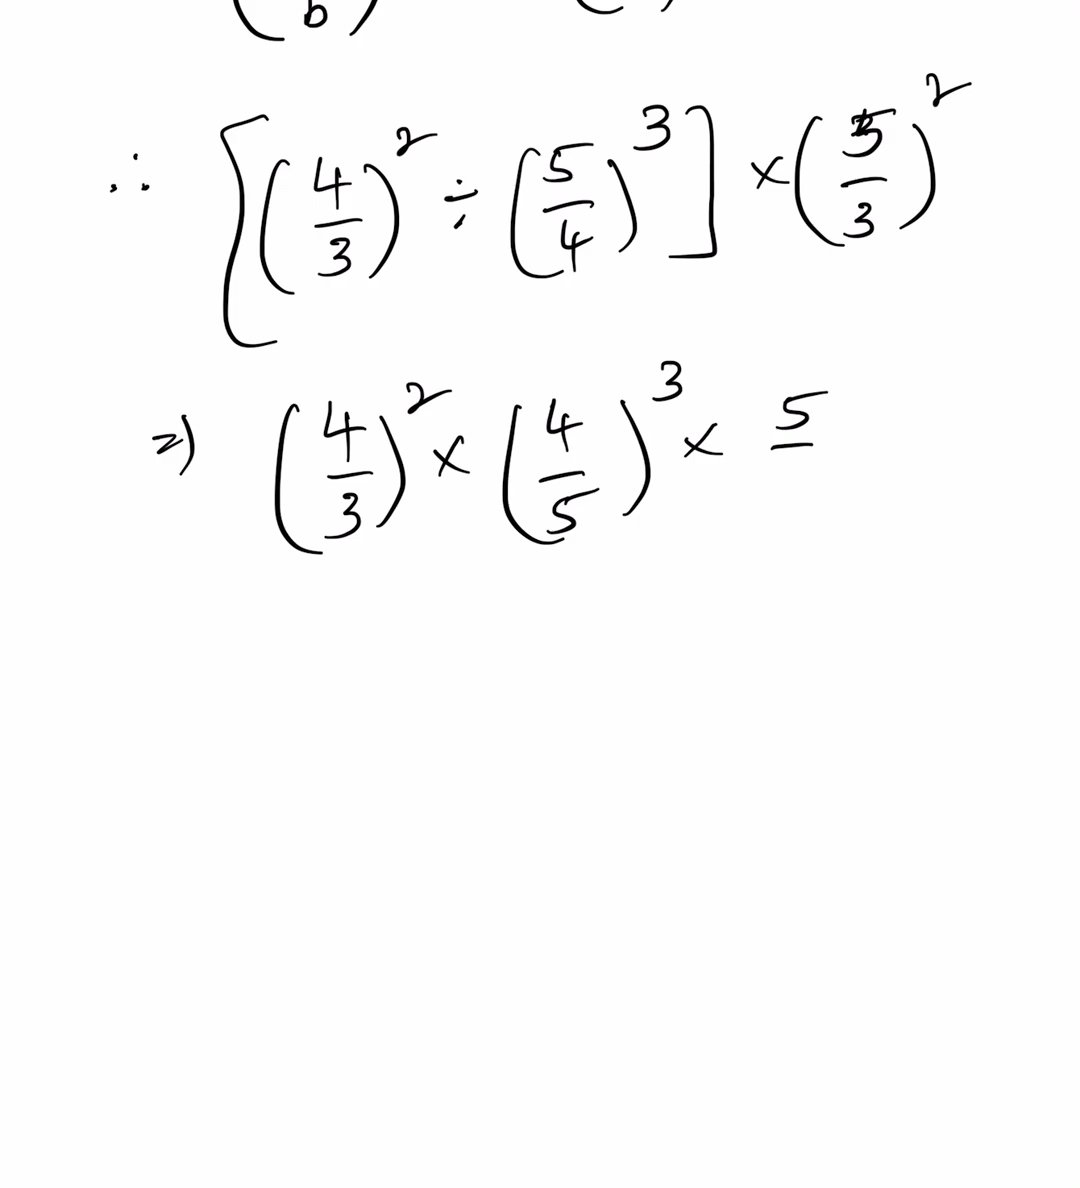 b
∴ [(4/3)² ÷ (5/4)³] × (5/3)²
⇒ (4/3)² × (4/5)³ × 5